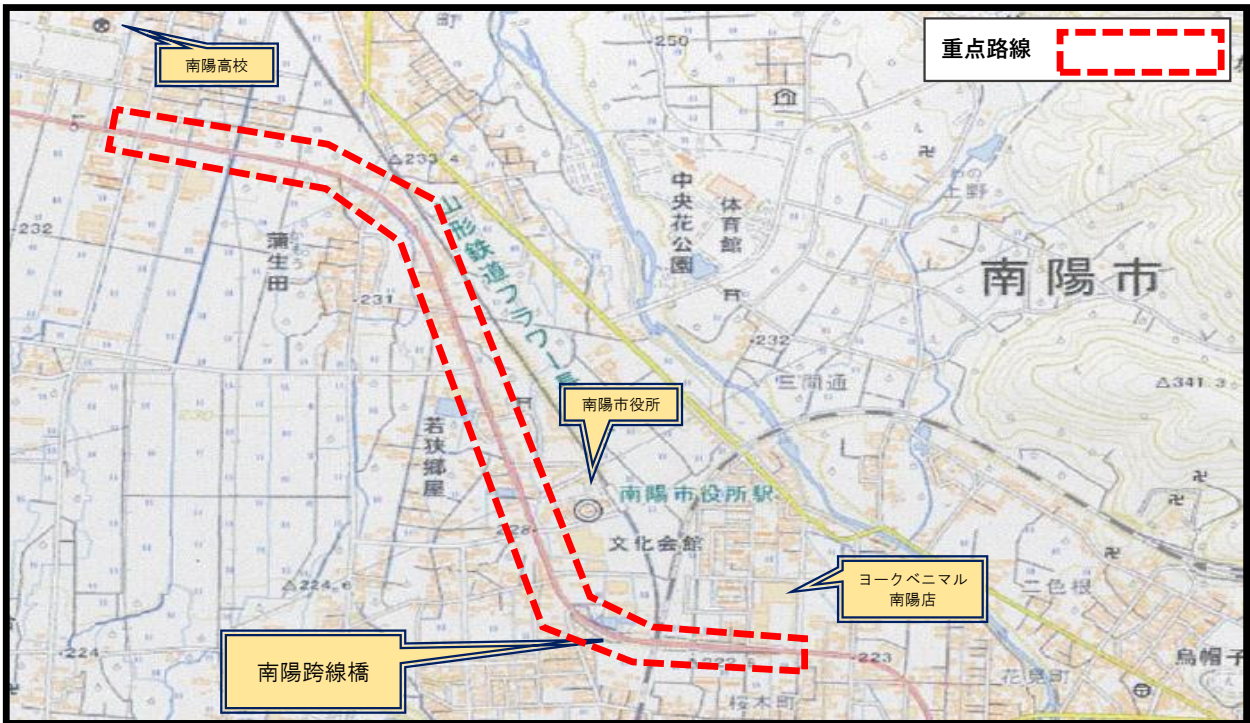 町
250
重点路線
南陽高校
233.4
上野
中央花公園
体育館
232
蒲生田
山形鉄道フラワー長
南陽市
231
232
三間通
341.3
南陽市役所
若狭郷屋
南陽市役所駅
228
文化会館
ヨークベニマル
南陽店
二色根
224.6
南陽跨線橋
224
222.5
223
花見町
烏帽子
桜木町